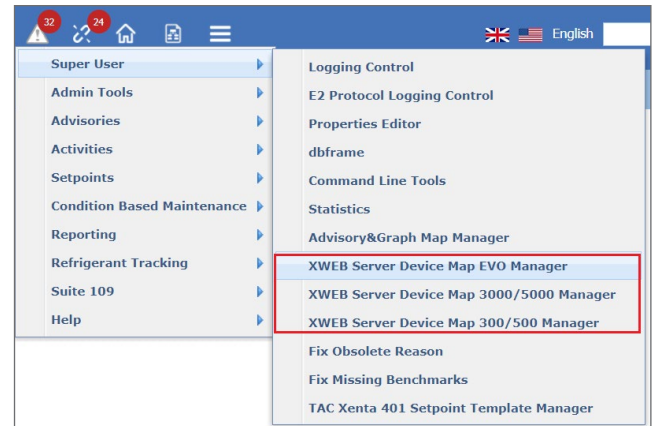 32 24
English
Super User
Admin Tools
Advisories
Activities
Setpoints
Condition Based Maintenance
Reporting
Refrigerant Tracking
Suite 109
Help
Logging Control
E2 Protocol Logging Control
Properties Editor
dbframe
Command Line Tools
Statistics
Advisory&Graph Map Manager
XWEB Server Device Map EVO Manager
XWEB Server Device Map 3000/5000 Manager
XWEB Server Device Map 300/500 Manager
Fix Obsolete Reason
Fix Missing Benchmarks
TAC Xenta 401 Setpoint Template Manager